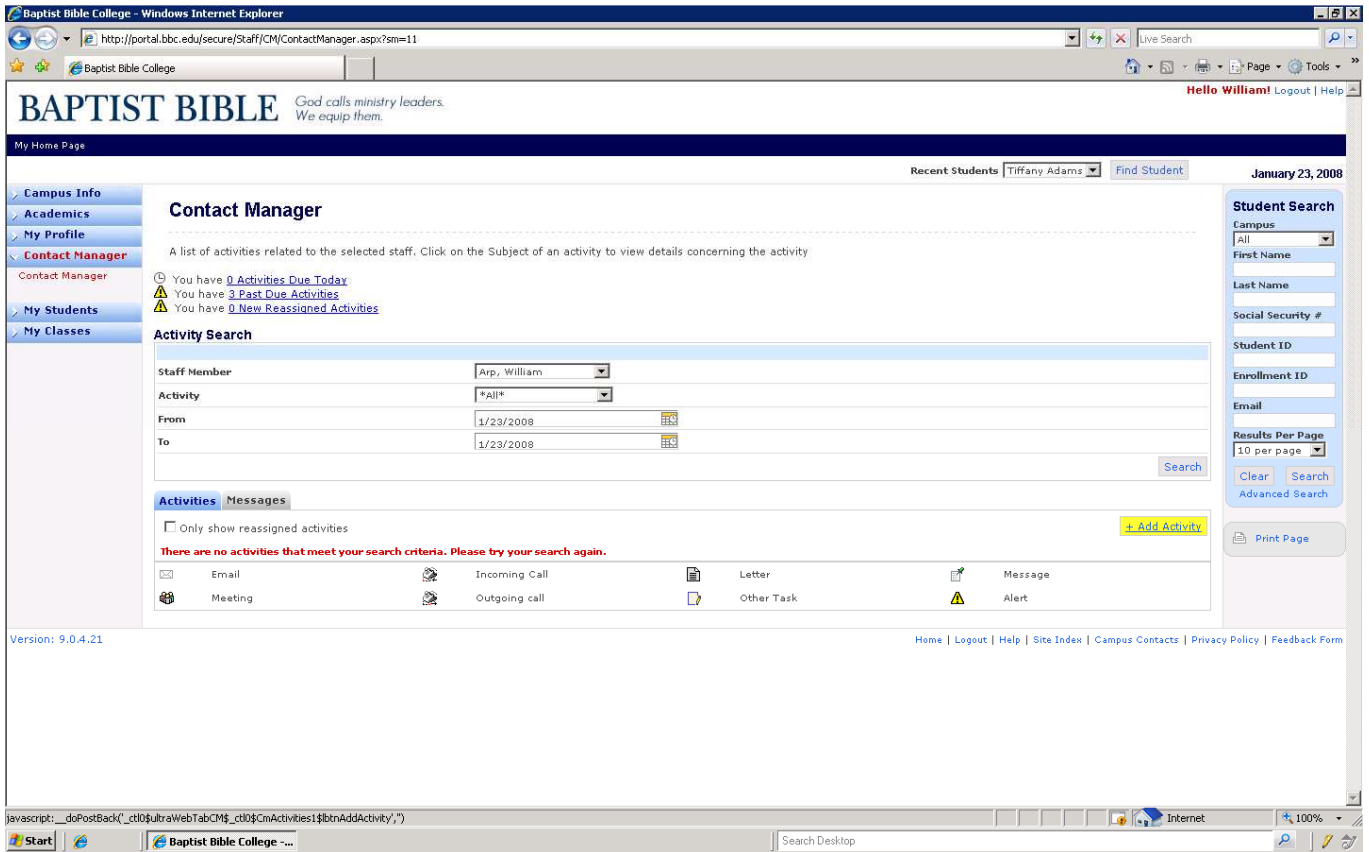 Baptist Bible College - Windows Internet Explorer
http://portal.bbc.edu/secure/Staff/CM/ContactManager.aspx?sm=11
Live Search
Baptist Bible College
Page
Tools
Hello William! Logout | Help
BAPTIST BIBLE
God calls ministry leaders.
We equip them.
My Home Page
Recent Students Tiffany Adams Find Student
January 23, 2008
Campus Info
Academics
My Profile
Contact Manager
Contact Manager
My Students
My Classes
Contact Manager
A list of activities related to the selected staff. Click on the Subject of an activity to view details concerning the activity
You have 0 Activities Due Today
You have 3 Past Due Activities
You have 0 New Reassigned Activities
Activity Search
Staff Member Arp, William
Activity *All*
From 1/23/2008
To 1/23/2008
Search
Activities Messages
Only show reassigned activities
+ Add Activity
There are no activities that meet your search criteria. Please try your search again.
Email Incoming Call Letter Message
Meeting Outgoing call Other Task Alert
Student Search
Campus
All
First Name
Last Name
Social Security #
Student ID
Enrollment ID
Email
Results Per Page
10 per page
Clear Search
Advanced Search
Print Page
Version: 9.0.4.21
Home | Logout | Help | Site Index | Campus Contacts | Privacy Policy | Feedback Form
javascript:__doPostBack('_ctl0$ultraWebTabCM$_ctl0$CmActivities1$lbtnAddActivity','')
Internet
100%
Start
Baptist Bible College -...
Search Desktop